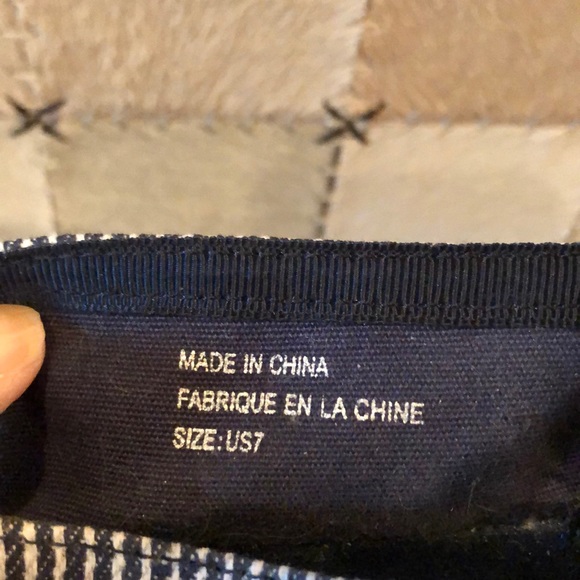 MADE IN CHINA
FABRIQUE EN LA CHINE
SIZE: US7